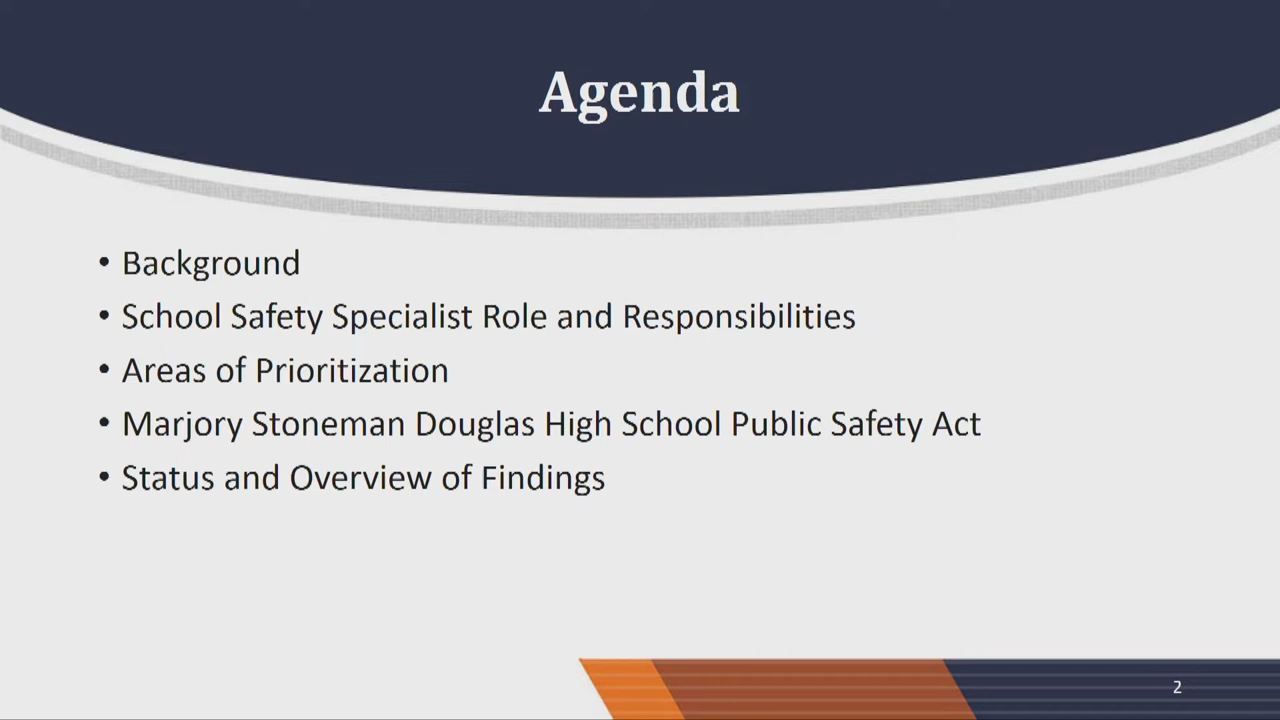 Agenda
• Background
• School Safety Specialist Role and Responsibilities
• Areas of Prioritization
• Marjory Stoneman Douglas High School Public Safety Act
• Status and Overview of Findings
2